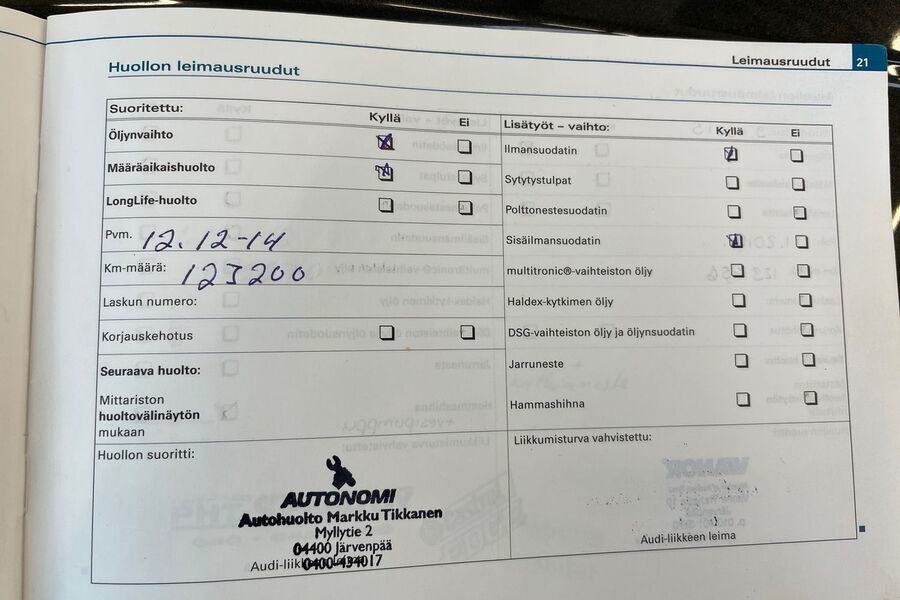 Leimausruudut 21
Huollon leimausruudut
Suoritettu: Kyllä Ei
Öljynvaihto
Määräaikaishuolto
LongLife-huolto
Pvm. 12.12-14
Km-määrä: 123200
Laskun numero:
Korjauskehotus
Seuraava huolto:
Mittariston
huoltovälinäytön
mukaan
Huollon suoritti:
AUTONOMI
Autohuolto Markku Tikkanen
Myllytie 2
04400 Järvenpää
0400-434017
Audi-liikkeen leima
Lisätyöt – vaihto: Kyllä Ei
Ilmansuodatin
Sytytystulpat
Polttonestesuodatin
Sisäilmansuodatin
multitronic®-vaihteiston öljy
Haldex-kytkimen öljy
DSG-vaihteiston öljy ja öljynsuodatin
Jarruneste
Hammashihna
Liikkumisturva vahvistettu:
Audi-liikkeen leima